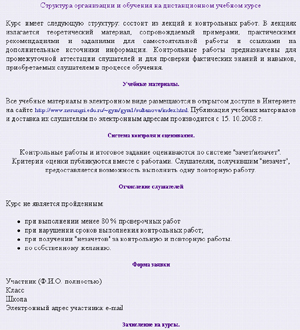 Структура организации и обучения на дистанционном учебном курсе
Курс имеет следующую структуру: состоит из лекций и контрольных работ. В лекциях
излагается теоретический материал, сопровождаемый примерами, практическими
рекомендациями и заданиями для самостоятельной работы и ссылками на
дополнительные источники информации. Контрольные работы предназначены для
промежуточной аттестации слушателей и для проверки фактических знаний и навыков,
приобретаемых слушателем в процессе обучения.
Учебные материалы.
Все учебные материалы в электронном виде размещаются в открытом доступе в Интернете
на сайте Публикация учебных материалов
и доставка их слушателям по электронным адресам производится с 15. 10.2008 г.
Система контроля и оценивания.
Контрольные работы и итоговое задание оцениваются по системе "зачет/незачет".
Критерии оценки публикуются вместе с работами. Слушателям, получившим "незачет",
предоставляется возможность выполнить одну повторную работу.
Отчисление слушателей
Курс не является пройденным:
при выполнении менее 80 % проверочных работ
при нарушении сроков выполнения контрольных работ;
при получении "незачетов" за контрольную и повторную работы.
по собственному желанию.
Форма заявки
Участник (Ф.И.О. полностью)
Класс
Школа
Электронный адрес участника e-mail
Зачисление на курсы.